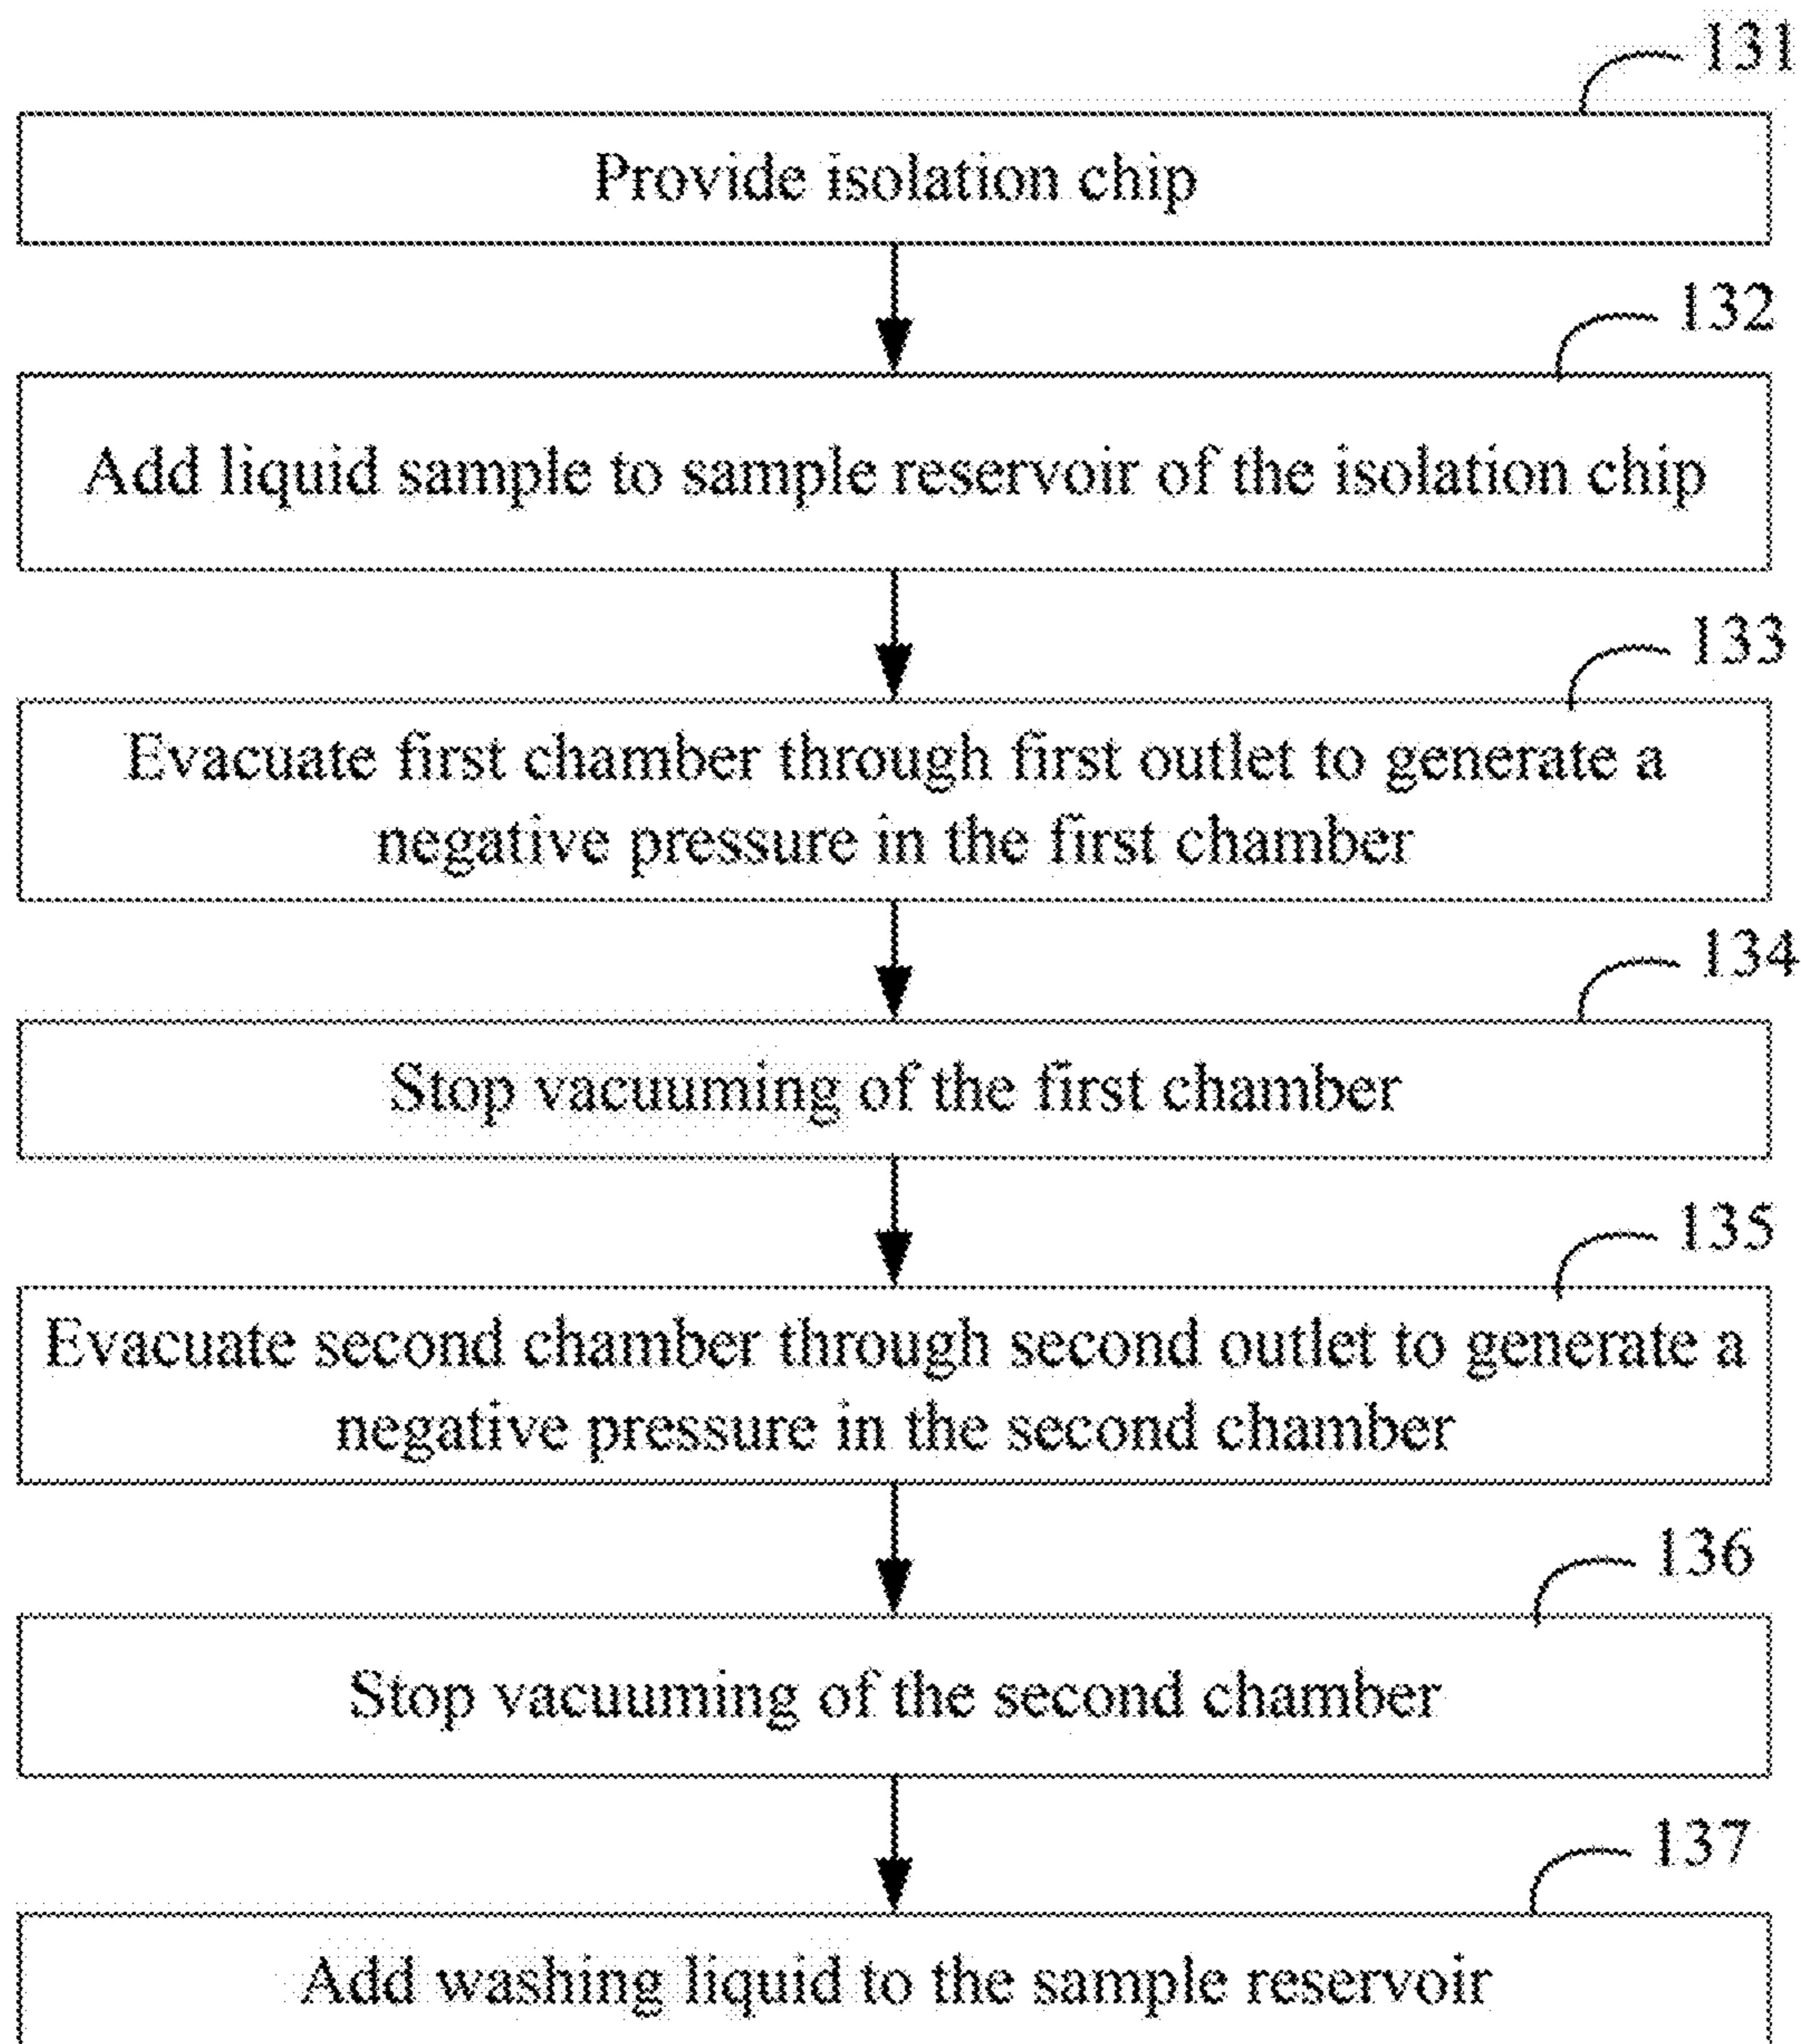 131
Provide isolation chip
132
Add liquid sample to sample reservoir of the isolation chip
133
Evacuate first chamber through first outlet to generate a
negative pressure in the first chamber
134
Stop vacuuming of the first chamber
135
Evacuate second chamber through second outlet to generate a
negative pressure in the second chamber
136
Stop vacuuming of the second chamber
137
Add washing liquid to the sample reservoir